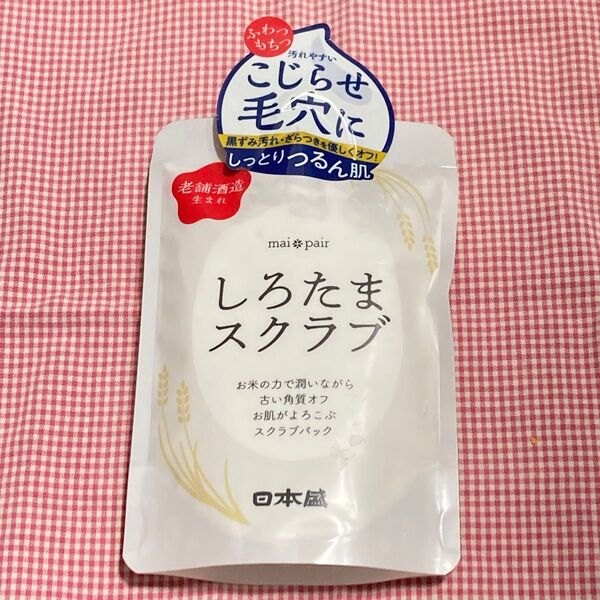 ふわっ
もちっ
汚れやすい
こじらせ
毛穴に
黒ずみ汚れ・ざらつきを優しくオフ!
しっとりつるん肌
老舗酒造
生まれ
mai pair
しろたま
スクラブ
お米の力で潤いながら
古い角質オフ
お肌がよろこぶ
スクラブパック
日本盛